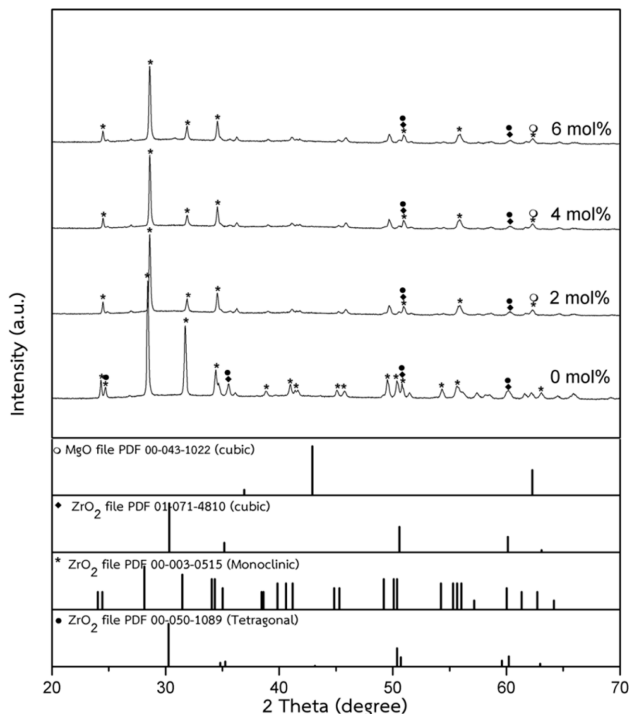 6 mol%
4 mol%
2 mol%
0 mol%
Intensity (a.u.)
MgO file PDF 00-043-1022 (cubic)
ZrO2 file PDF 01-071-4810 (cubic)
ZrO2 file PDF 00-003-0515 (Monoclinic)
ZrO2 file PDF 00-050-1089 (Tetragonal)
20 30 40 50 60 70
2 Theta (degree)